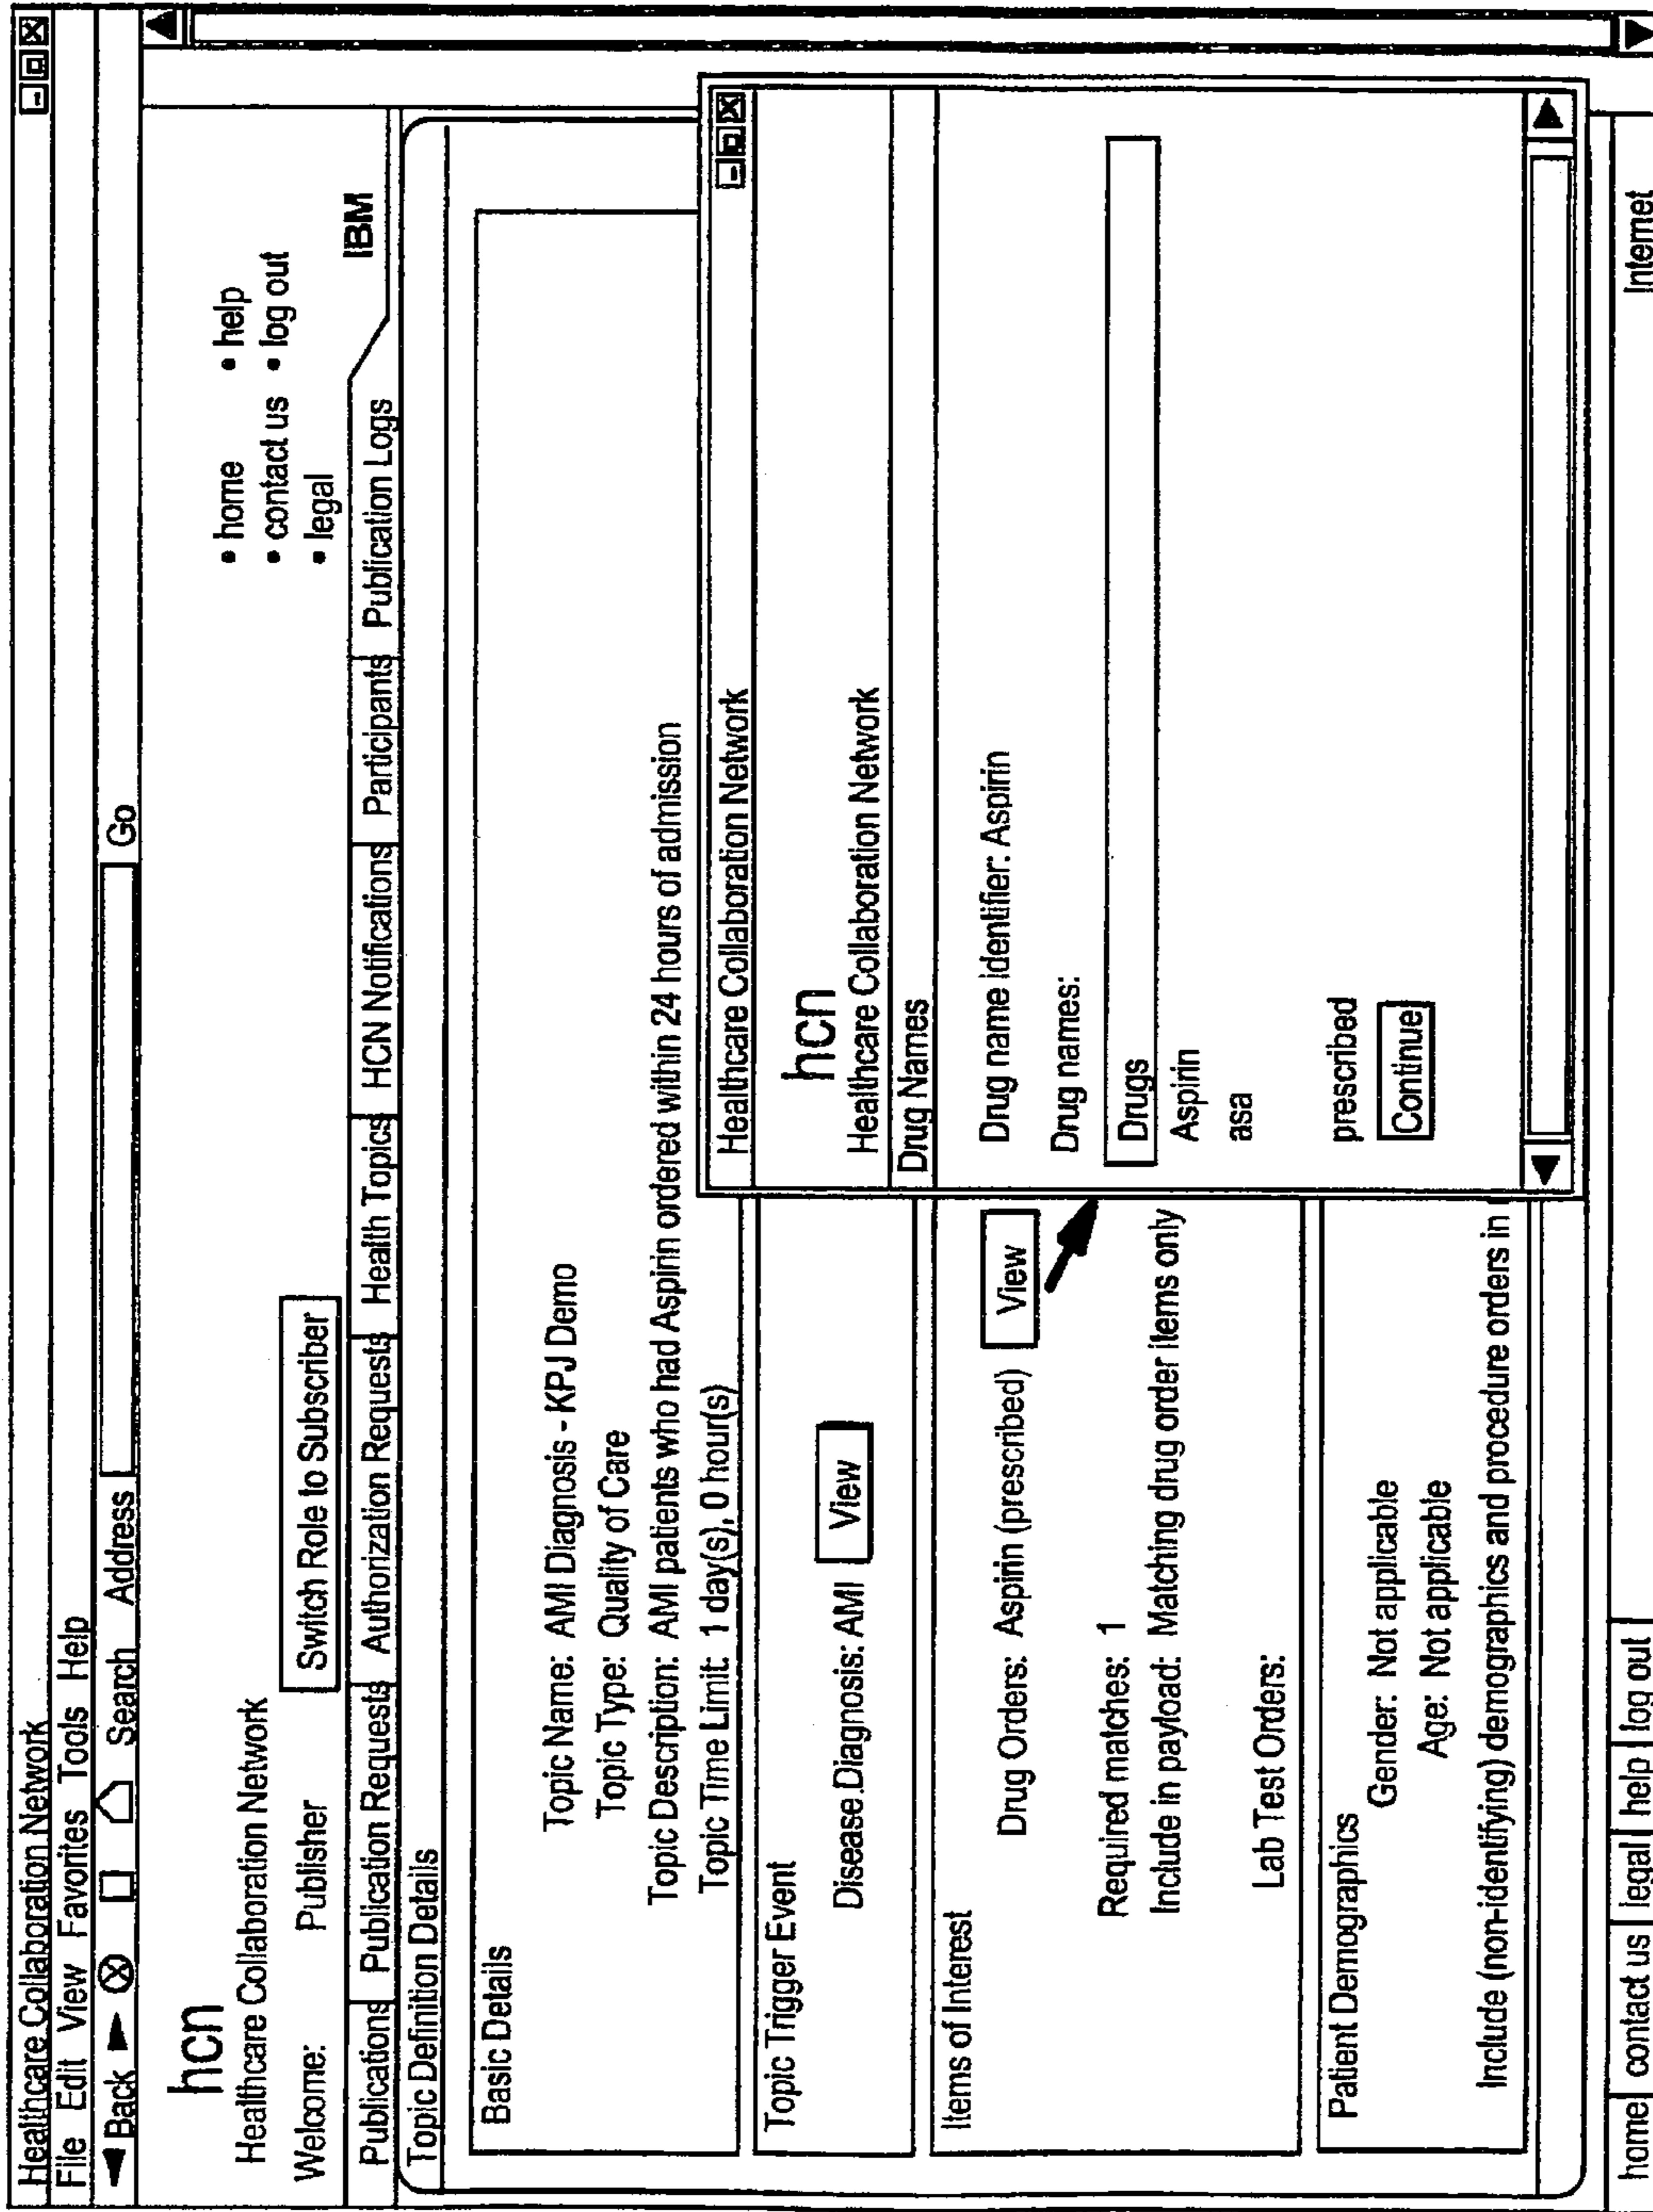 Healthcare Collaboration Network
File Edit View Favorites Tools Help
Back Search Address Go
hcn
Healthcare Collaboration Network
• home • help
• contact us • log out
• legal
Welcome: Publisher Switch Role to Subscriber
IBM
Publications Publication Requests Authorization Requests Health Topics HCN Notifications Participants Publication Logs
Topic Definition Details
Basic Details
Topic Name: AMI Diagnosis - KPJ Demo
Topic Type: Quality of Care
Topic Description: AMI patients who had Aspirin ordered within 24 hours of admission
Topic Time Limit: 1 day(s), 0 hour(s)
Topic Trigger Event
Disease.Diagnosis: AMI View
Items of Interest
Drug Orders: Aspirin (prescribed) View
Required matches: 1
Include in payload: Matching drug order items only
Lab Test Orders:
Patient Demographics
Gender: Not applicable
Age: Not applicable
Include (non-identifying) demographics and procedure orders in
Healthcare Collaboration Network
hcn
Healthcare Collaboration Network
Drug Names
Drug name identifier: Aspirin
Drug names:
Drugs
Aspirin
asa
prescribed
Continue
home contact us legal help log out
Internet